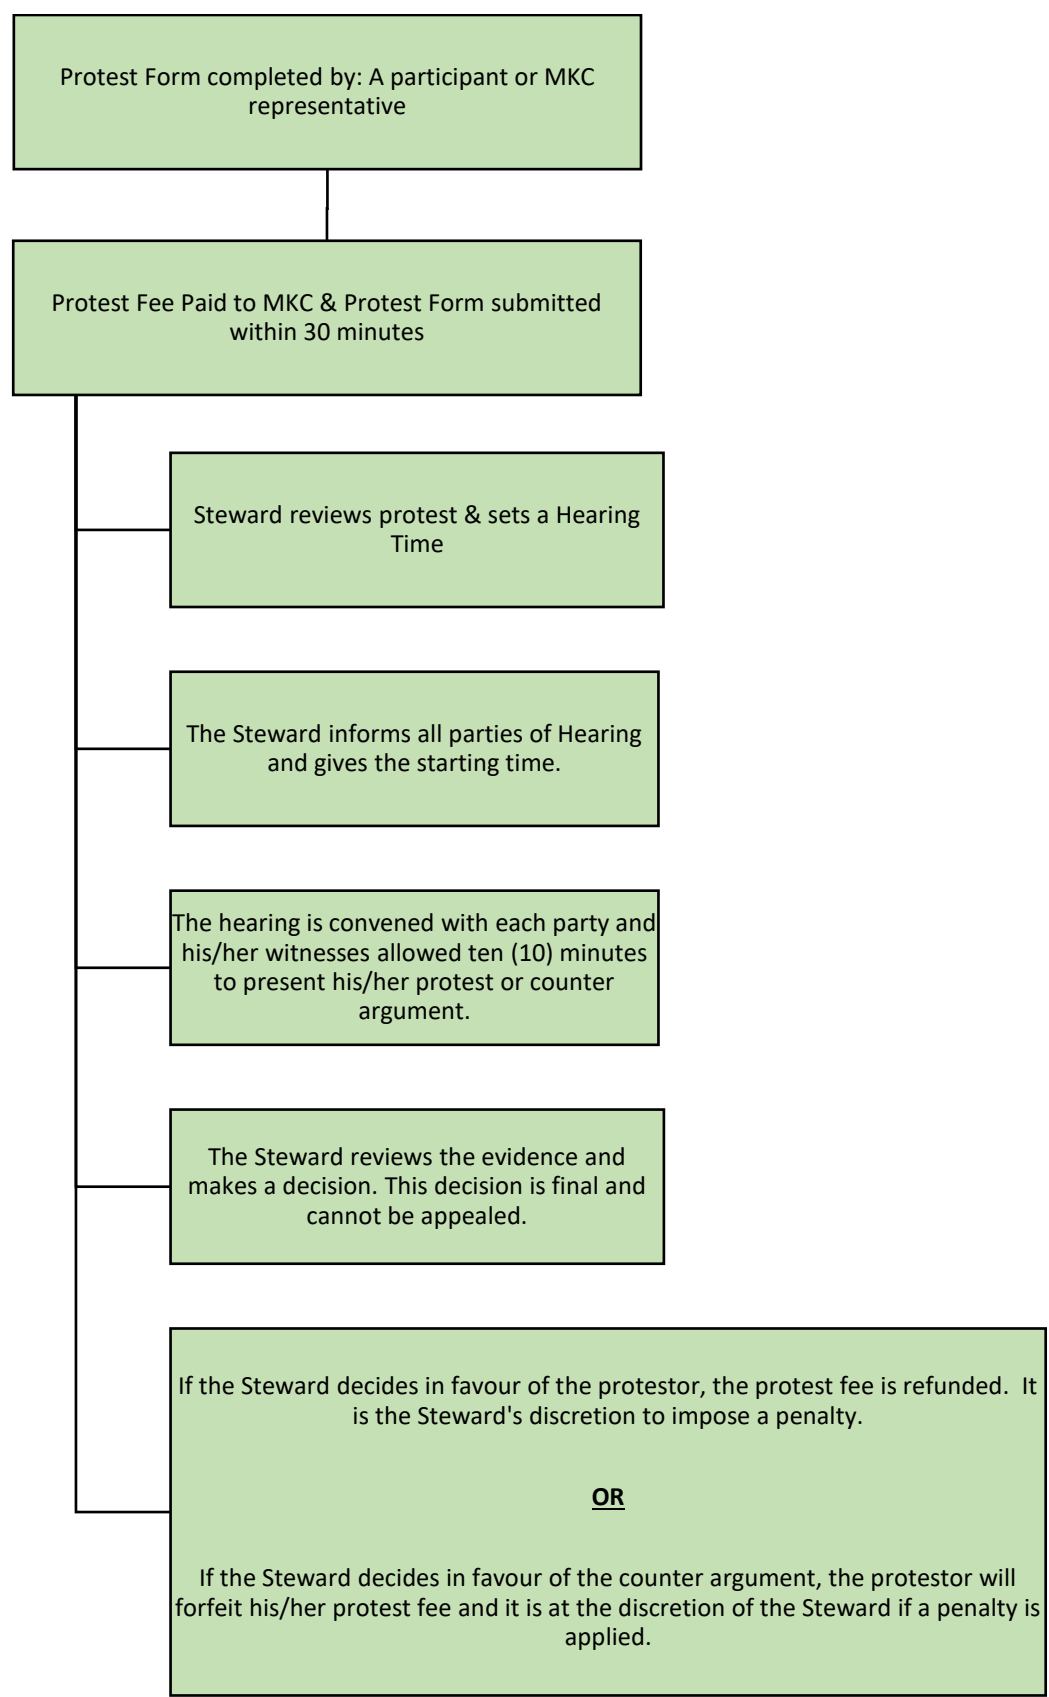 Protest Form completed by: A participant or MKC
representative
Protest Fee Paid to MKC & Protest Form submitted
within 30 minutes
Steward reviews protest & sets a Hearing
Time
The Steward informs all parties of Hearing
and gives the starting time.
The hearing is convened with each party and
his/her witnesses allowed ten (10) minutes
to present his/her protest or counter
argument.
The Steward reviews the evidence and
makes a decision. This decision is final and
cannot be appealed.
If the Steward decides in favour of the protestor, the protest fee is refunded.  It
is the Steward's discretion to impose a penalty.
OR
If the Steward decides in favour of the counter argument, the protestor will
forfeit his/her protest fee and it is at the discretion of the Steward if a penalty is
applied.